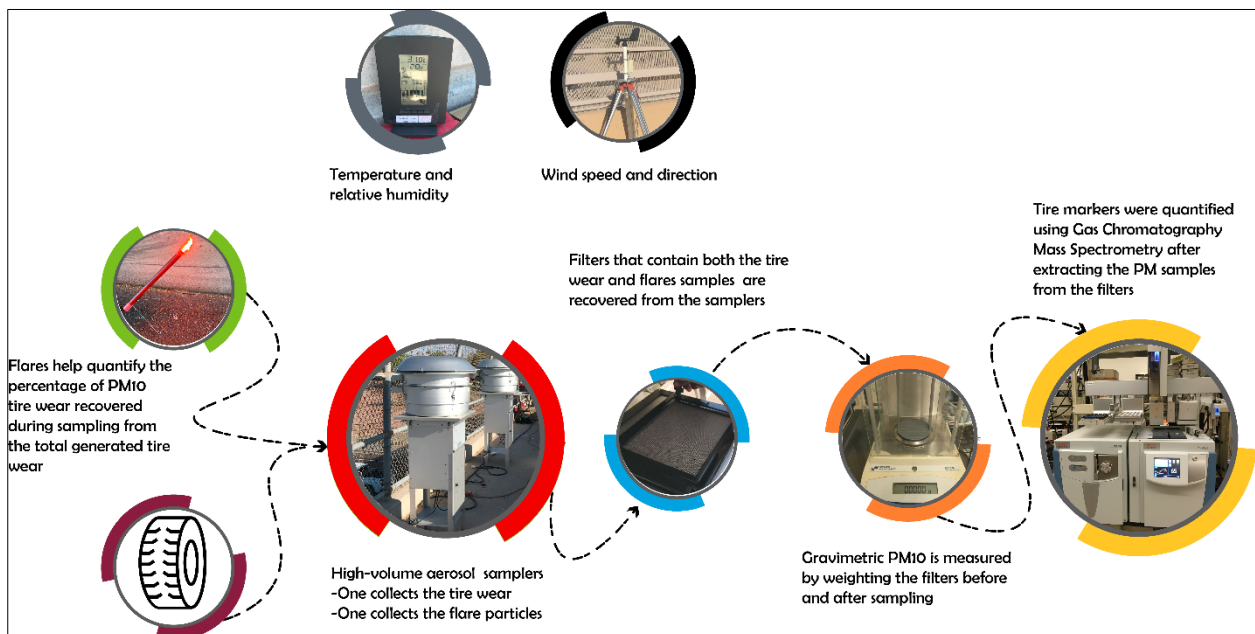 Temperature and
relative humidity
Wind speed and direction
Tire markers were quantified
using Gas Chromatography
Mass Spectrometry after
extracting the PM samples
from the filters
Filters that contain both the tire
wear and flares samples are
recovered from the samplers
Flares help quantify the
percentage of PM10
tire wear recovered
during sampling from
the total generated tire
wear
High-volume aerosol samplers
-One collects the tire wear
-One collects the flare particles
Gravimetric PM10 is measured
by weighting the filters before
and after sampling